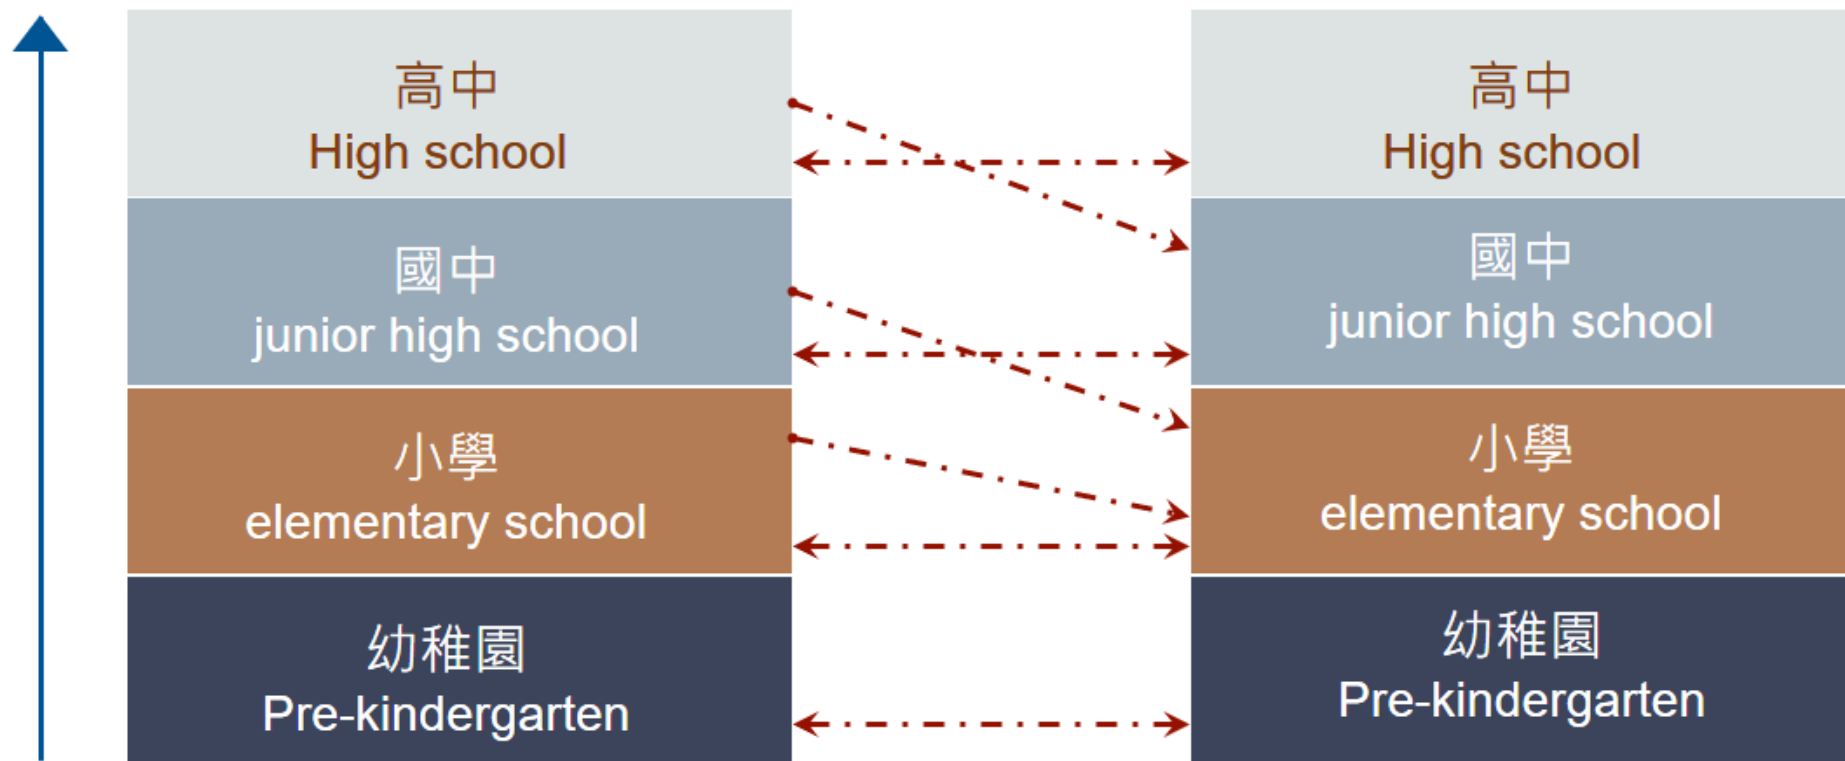 高中
High school
國中
junior high school
小學
elementary school
幼稚園
Pre-kindergarten
高中
High school
國中
junior high school
小學
elementary school
幼稚園
Pre-kindergarten